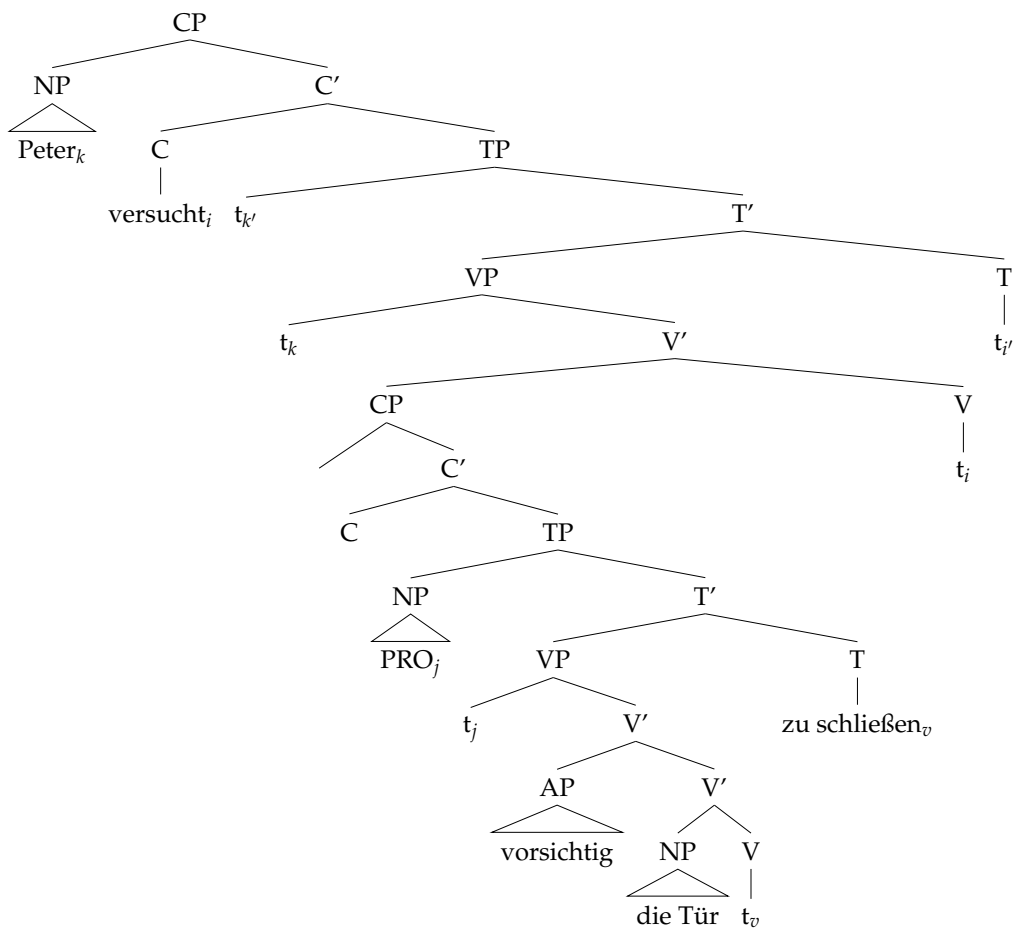 CP
NP C’
Peterₖ C TP
versuchtᵢ tₖ′ T’
VP T
tₖ V’ tᵢ′
CP V
C’ tᵢ
C TP
NP T’
PROⱼ VP T
tⱼ V’ zu schließenᵥ
AP V’
vorsichtig NP V
die Tür tᵥ